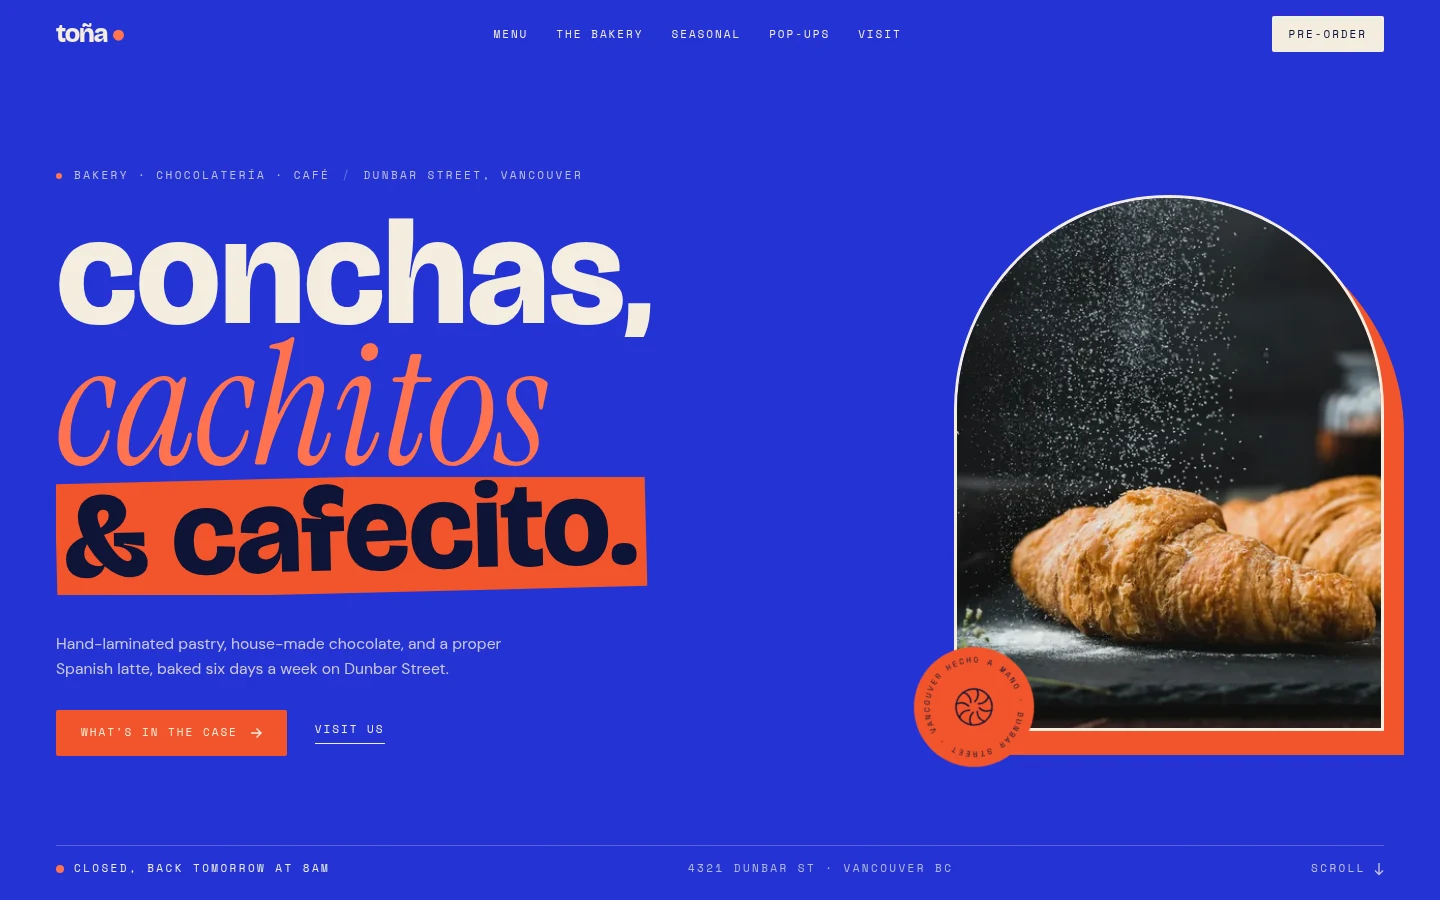 toña
MENU THE BAKERY SEASONAL POP-UPS VISIT
PRE-ORDER
BAKERY · CHOCOLATERÍA · CAFÉ / DUNBAR STREET, VANCOUVER
conchas,
cachitos
& cafecito.
Hand-laminated pastry, house-made chocolate, and a proper
Spanish latte, baked six days a week on Dunbar Street.
WHAT'S IN THE CASE →
VISIT US
HECHO A MANO · DUNBAR STREET · VANCOUVER
CLOSED, BACK TOMORROW AT 8AM
4321 DUNBAR ST · VANCOUVER BC
SCROLL ↓